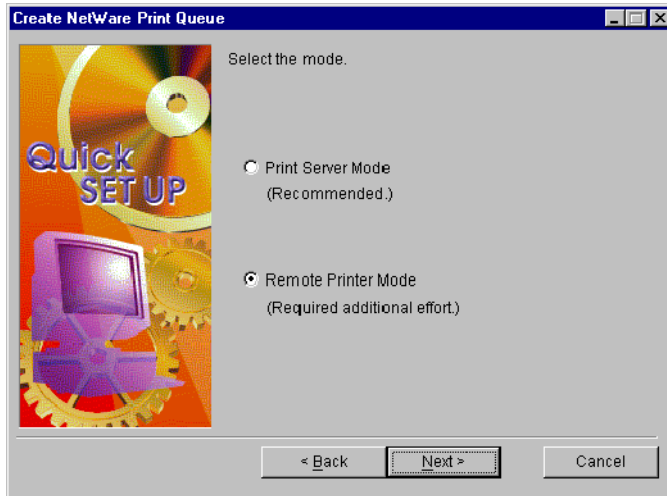 Create NetWare Print Queue
Select the mode.
Quick
SET UP
Print Server Mode
(Recommended.)
Remote Printer Mode
(Required additional effort.)
< Back
Next >
Cancel